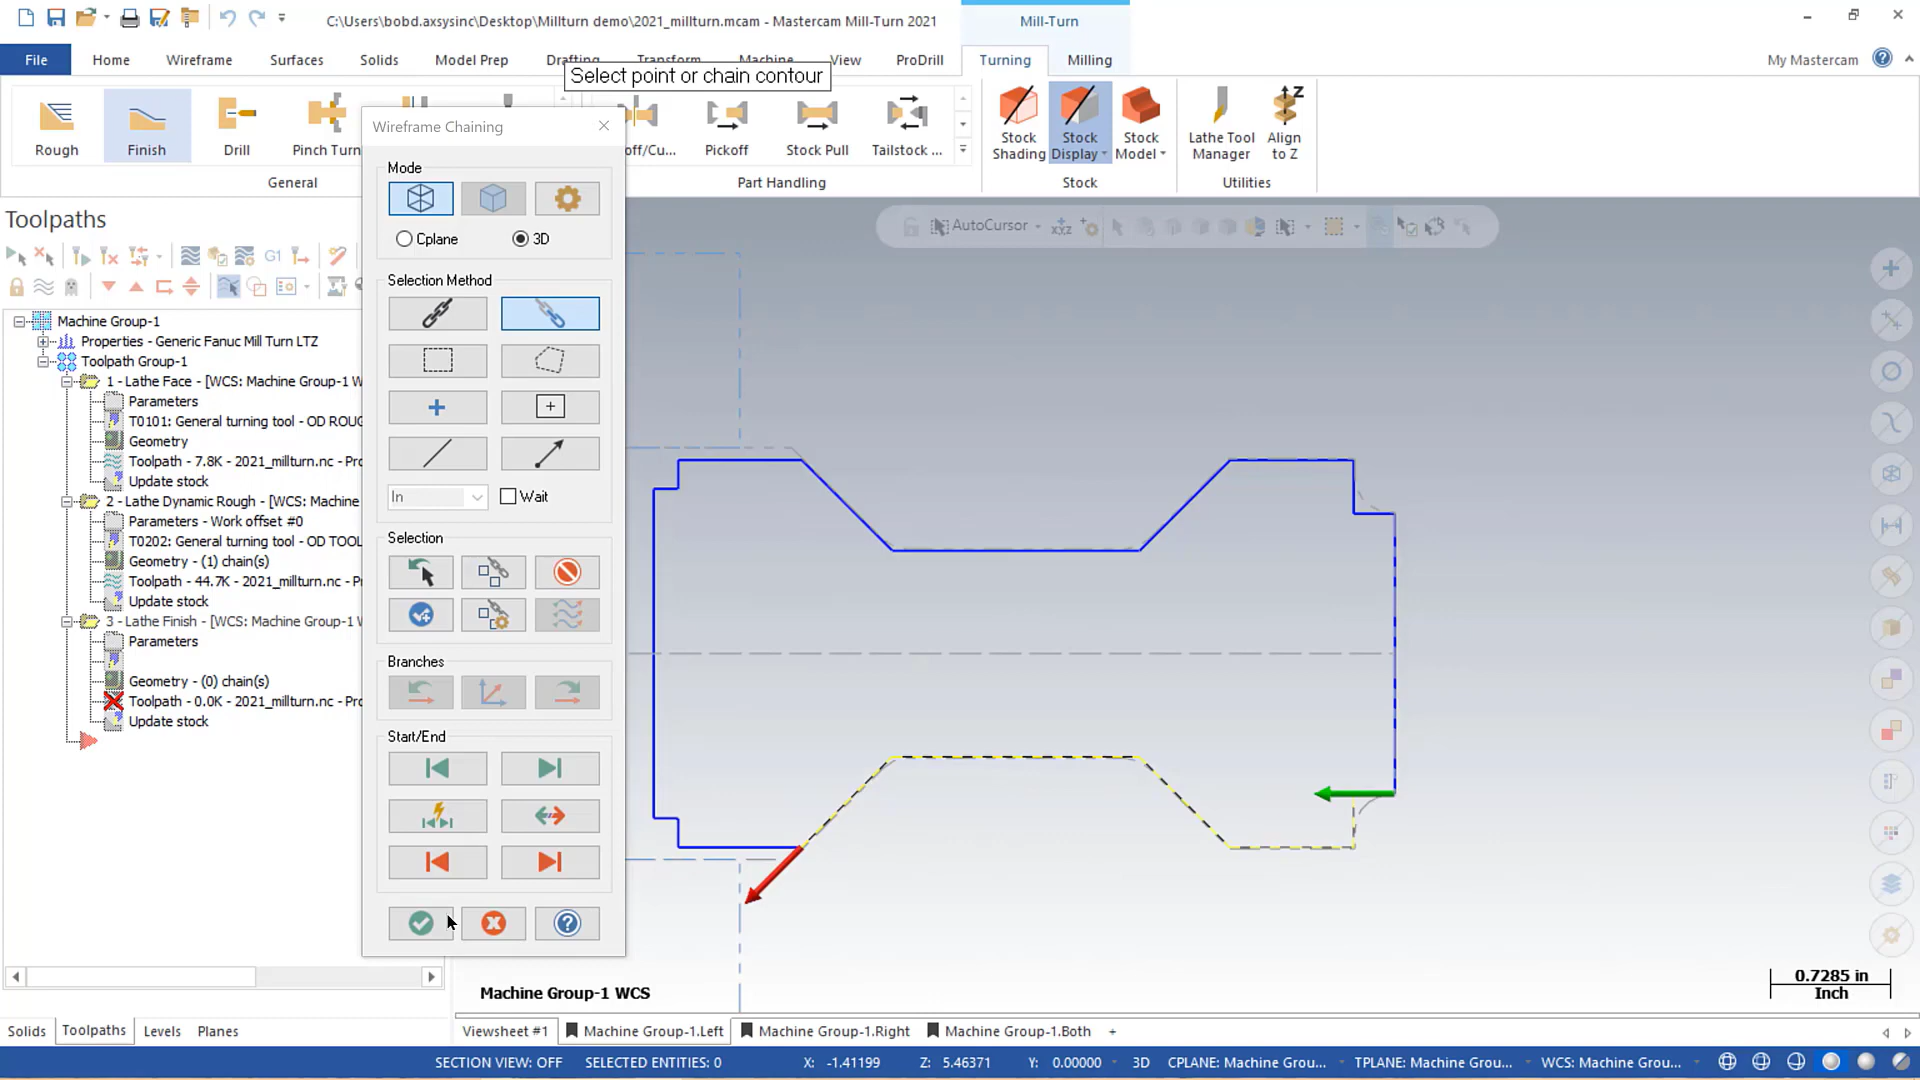 C:\Users\bobd.axsysinc\Desktop\Millturn demo\2021_millturn.mcam - Mastercam Mill-Turn 2021
Mill-Turn
File
Home
Wireframe
Surfaces
Solids
Model Prep
Drafting
Transform
Machine
View
ProDrill
Turning
Milling
My Mastercam
Select point or chain contour
Rough
Finish
Drill
Pinch Turn
off/Cu...
Pickoff
Stock Pull
Tailstock ...
Stock Shading
Stock Display
Stock Model
Lathe Tool Manager
Align to Z
General
Part Handling
Stock
Utilities
Toolpaths
G1
Machine Group-1
Properties - Generic Fanuc Mill Turn LTZ
Toolpath Group-1
1 - Lathe Face - [WCS: Machine Group-1 W
Parameters
T0101: General turning tool - OD ROUG
Geometry
Toolpath - 7.8K - 2021_millturn.nc - Pro
Update stock
2 - Lathe Dynamic Rough - [WCS: Machine
Parameters - Work offset #0
T0202: General turning tool - OD TOOL
Geometry - (1) chain(s)
Toolpath - 44.7K - 2021_millturn.nc - P
Update stock
3 - Lathe Finish - [WCS: Machine Group-1 W
Parameters
Geometry - (0) chain(s)
Toolpath - 0.0K - 2021_millturn.nc - Pro
Update stock
Wireframe Chaining
Mode
Cplane
3D
Selection Method
In
Wait
Selection
Branches
Start/End
AutoCursor
xyz
0.7285 in
Inch
Machine Group-1 WCS
Solids
Toolpaths
Levels
Planes
Viewsheet #1
Machine Group-1.Left
Machine Group-1.Right
Machine Group-1.Both
+
SECTION VIEW: OFF
SELECTED ENTITIES: 0
X: -1.41199
Z: 5.46371
Y: 0.00000
3D
CPLANE: Machine Grou...
TPLANE: Machine Grou...
WCS: Machine Grou...